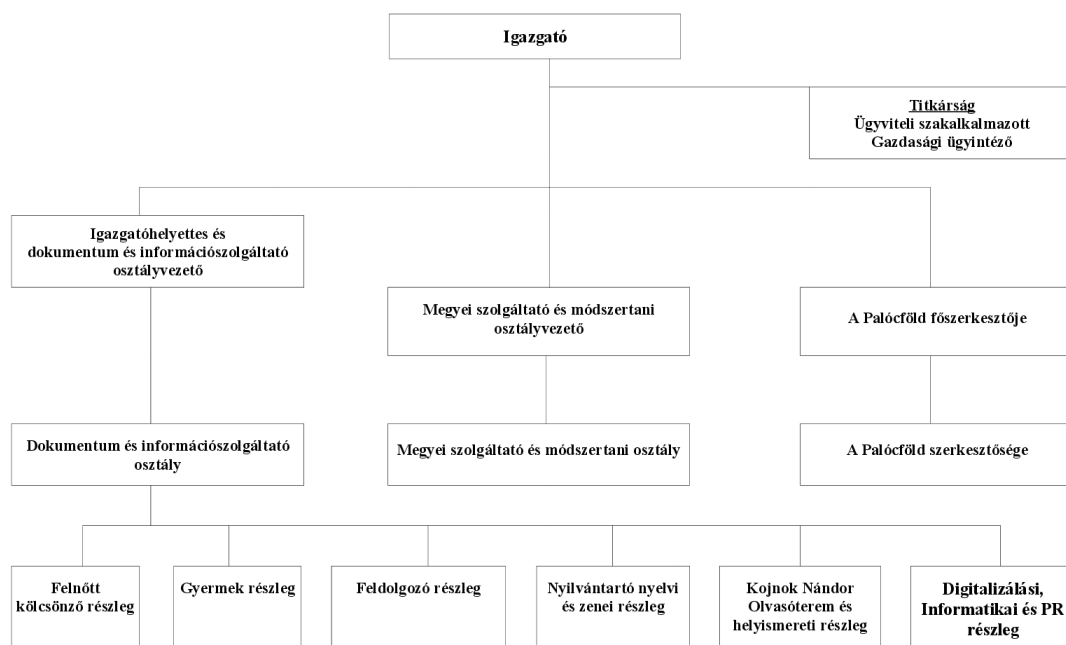 Igazgató
Titkárság
Ügyviteli szakalkalmazott
Gazdasági ügyintéző
Igazgatóhelyettes és
dokumentum és információszolgáltató
osztályvezető
Megyei szolgáltató és módszertani
osztályvezető
A Palócföld főszerkesztője
Dokumentum és információszolgáltató
osztály
Megyei szolgáltató és módszertani osztály
A Palócföld szerkesztősége
Felnőtt
kölcsönző részleg
Gyermek részleg
Feldolgozó részleg
Nyilvántartó nyelvi
és zenei részleg
Kojnok Nándor
Olvasóterem és
helyismereti részleg
Digitalizálási,
Informatikai és PR
részleg